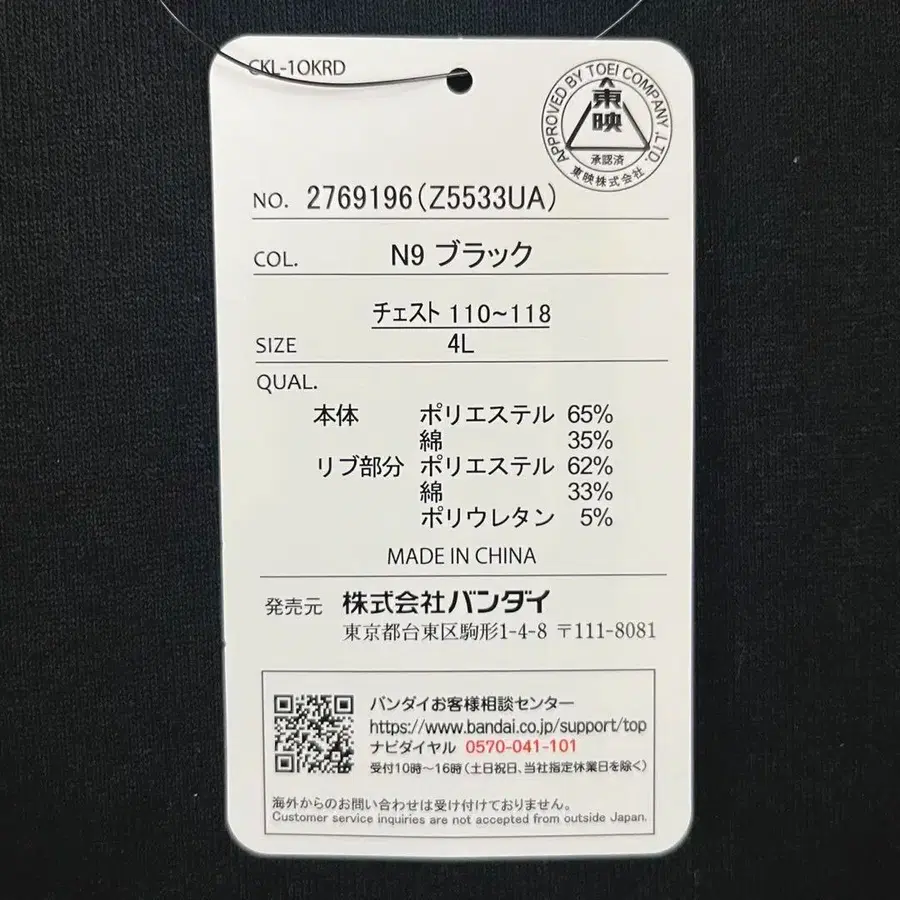 CKL-10KRD
APPROVED BY TOEI COMPANY, LTD.
東映
承認済
東映株式会社
NO. 2769196(Z5533UA)
COL. N9 ブラック
チェスト 110~118
SIZE 4L
QUAL.
本体 ポリエステル 65%
綿 35%
リブ部分 ポリエステル 62%
綿 33%
ポリウレタン 5%
MADE IN CHINA
発売元 株式会社バンダイ
東京都台東区駒形1-4-8 〒111-8081
バンダイお客様相談センター
https://www.bandai.co.jp/support/top
ナビダイヤル 0570-041-101
受付10時~16時(土日祝日、当社指定休業日を除く)
海外からのお問い合わせは受け付けておりません。
Customer service inquiries are not accepted from outside Japan.